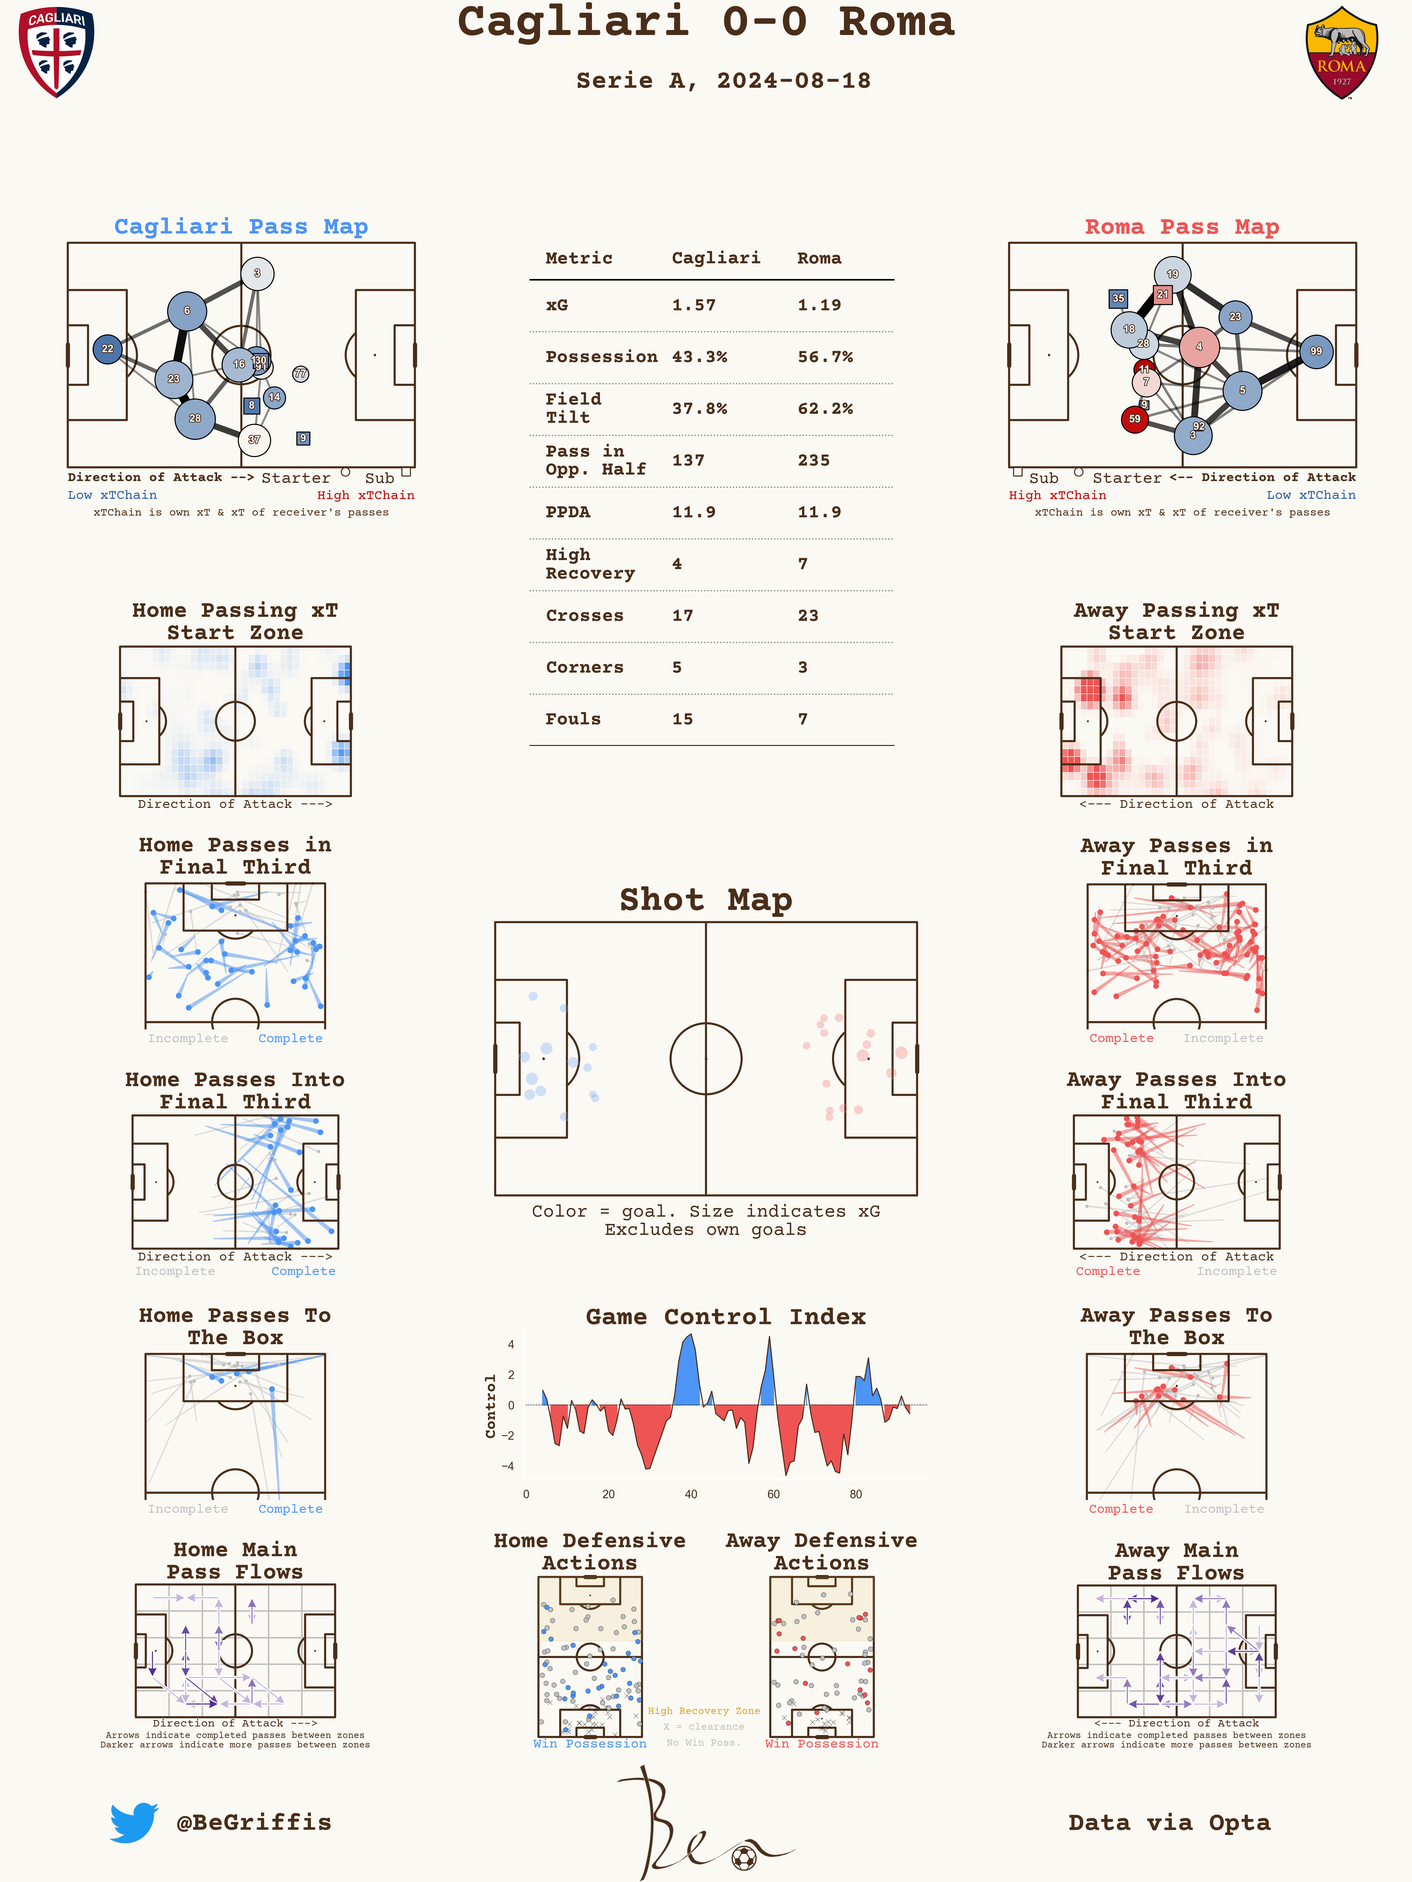 Cagliari 0-0 Roma
Serie A, 2024-08-18
CAGLIARI
ROMA
1927
Cagliari Pass Map
3
6
22
16
130
77
23
14
8
28
37
9
Direction of Attack --> Starter Sub
Low xTChain High xTChain
xTChain is own xT & xT of receiver's passes
Metric Cagliari Roma
xG 1.57 1.19
Possession 43.3% 56.7%
Field
Tilt 37.8% 62.2%
Pass in
Opp. Half 137 235
PPDA 11.9 11.9
High
Recovery 4 7
Crosses 17 23
Corners 5 3
Fouls 15 7
Roma Pass Map
19
35
21
23
18
28
4
99
11
7
5
9
59
92
3
Sub Starter <-- Direction of Attack
High xTChain Low xTChain
xTChain is own xT & xT of receiver's passes
Home Passing xT
Start Zone
Direction of Attack --->
Away Passing xT
Start Zone
<--- Direction of Attack
Home Passes in
Final Third
Incomplete Complete
Away Passes in
Final Third
Complete Incomplete
Shot Map
Color = goal. Size indicates xG
Excludes own goals
Home Passes Into
Final Third
Direction of Attack --->
Incomplete Complete
Away Passes Into
Final Third
<--- Direction of Attack
Complete Incomplete
Home Passes To
The Box
Incomplete Complete
Game Control Index
Control
4
2
0
−2
−4
0 20 40 60 80
Away Passes To
The Box
Complete Incomplete
Home Main
Pass Flows
Direction of Attack --->
Arrows indicate completed passes between zones
Darker arrows indicate more passes between zones
Home Defensive
Actions
Win Possession
Away Defensive
Actions
Win Possession
High Recovery Zone
X = clearance
No Win Poss.
Away Main
Pass Flows
<--- Direction of Attack
Arrows indicate completed passes between zones
Darker arrows indicate more passes between zones
@BeGriffis
Ben
Data via Opta